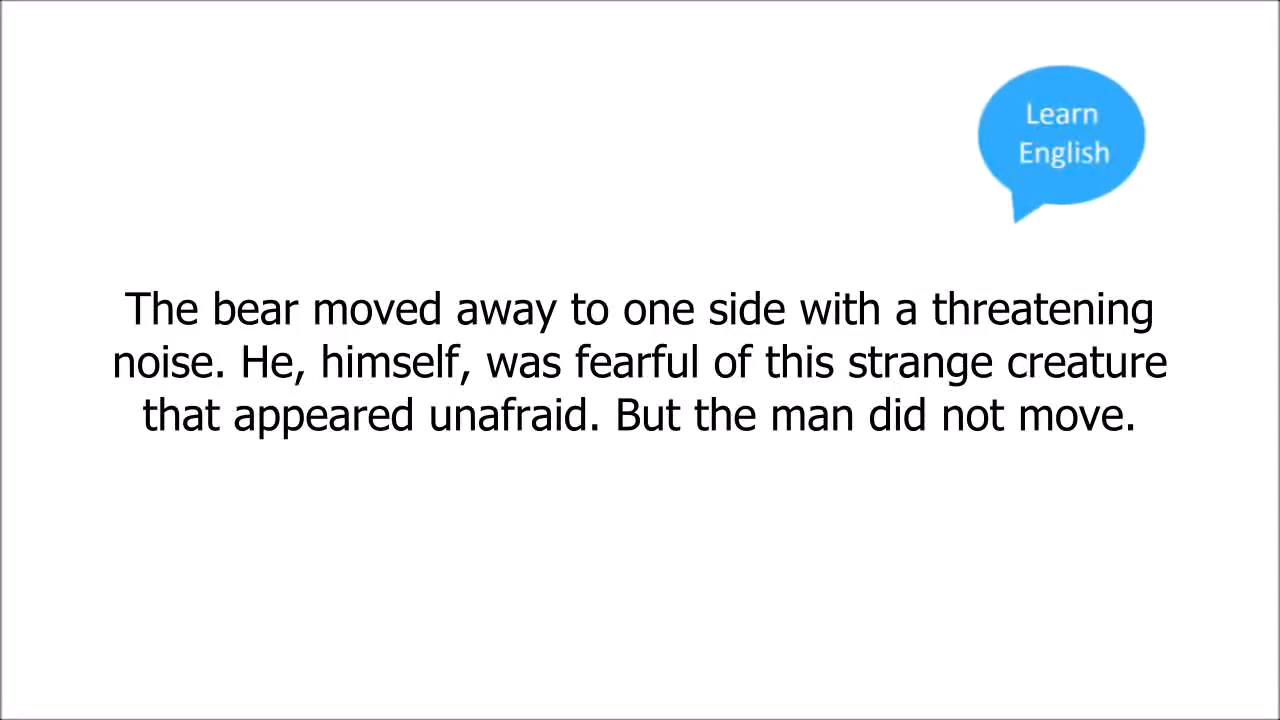 Learn
English
The bear moved away to one side with a threatening
noise. He, himself, was fearful of this strange creature
that appeared unafraid. But the man did not move.